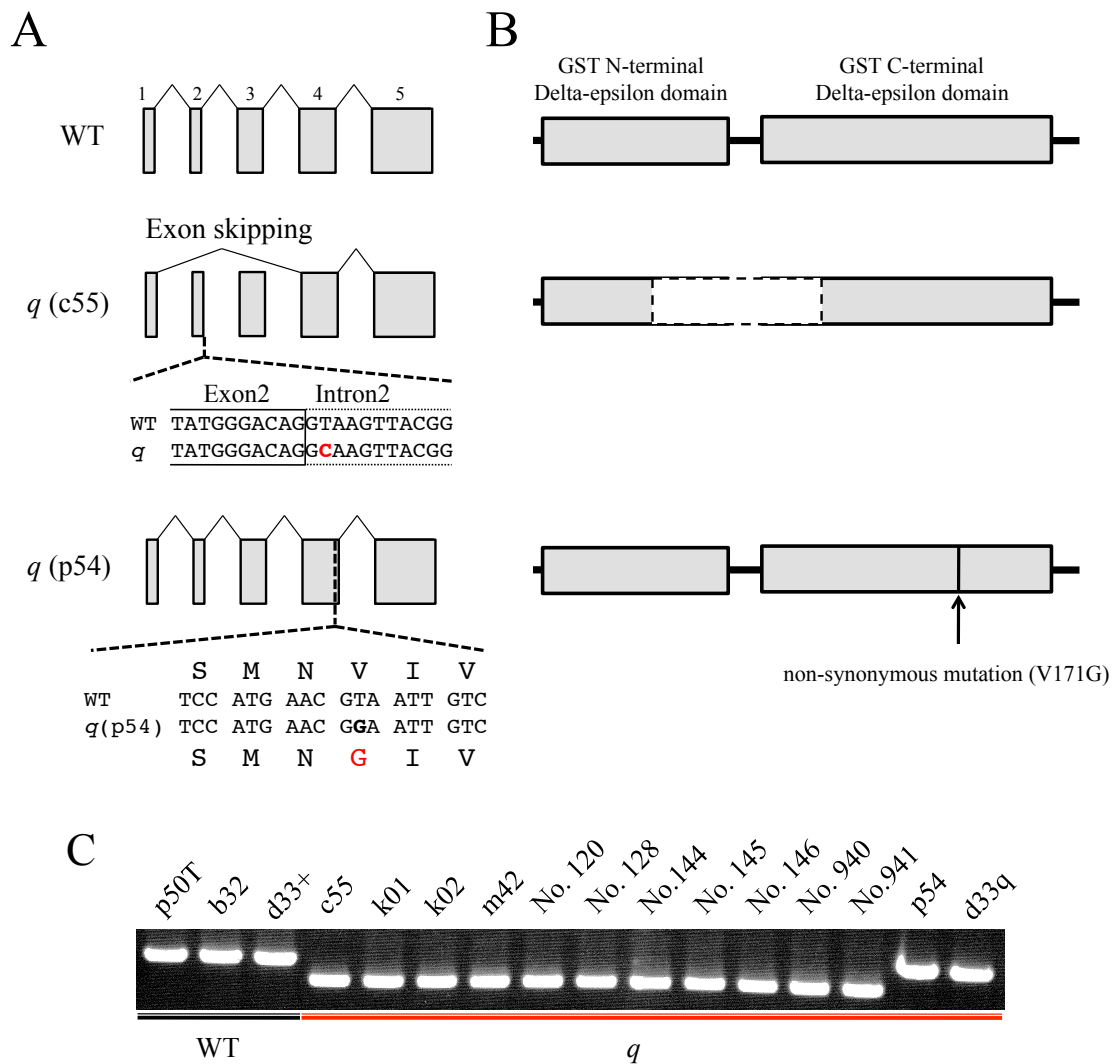 A
B
1 2 3 4 5
WT
GST N-terminal
Delta-epsilon domain
GST C-terminal
Delta-epsilon domain
Exon skipping
q (c55)
Exon2 Intron2
WT TATGGGACAGGTAAGTTACGG
q TATGGGACAGGCAAGTTACGG
q (p54)
S M N V I V
WT TCC ATG AAC GTA ATT GTC
q(p54) TCC ATG AAC GGA ATT GTC
S M N G I V
non-synonymous mutation (V171G)
C
p50T b32 d33+ c55 k01 k02 m42 No. 120 No. 128 No.144 No. 145 No. 146 No. 940 No.941 p54 d33q
WT q